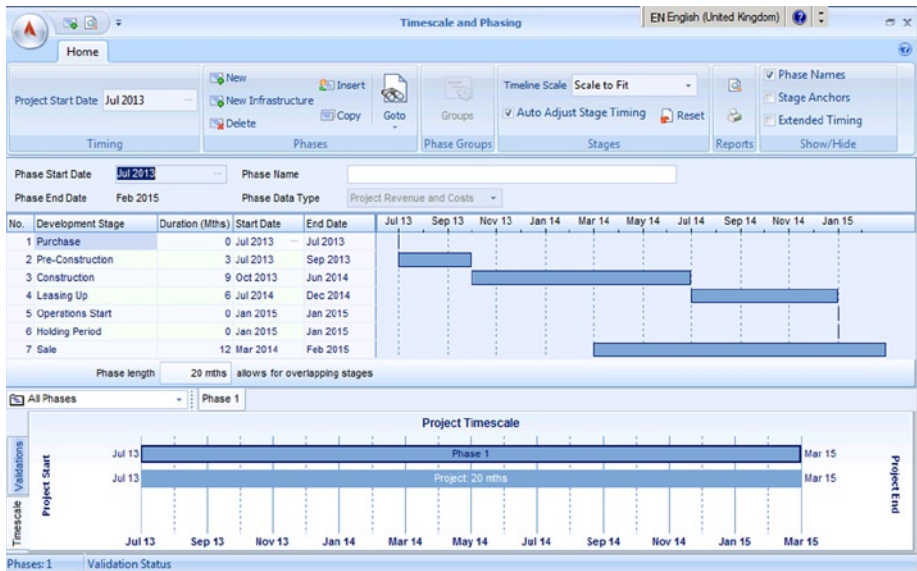 Timescale and Phasing
EN English (United Kingdom)
Home
Project Start Date Jul 2013
Timing
New
New Infrastructure
Delete
Insert
Copy
Goto
Phases
Groups
Phase Groups
Timeline Scale Scale to Fit
Auto Adjust Stage Timing Reset
Stages
Reports
Phase Names
Stage Anchors
Extended Timing
Show/Hide
Phase Start Date Jul 2013 Phase Name
Phase End Date Feb 2015 Phase Data Type Project Revenue and Costs
No. Development Stage Duration (Mths) Start Date End Date Jul 13 Sep 13 Nov 13 Jan 14 Mar 14 May 14 Jul 14 Sep 14 Nov 14 Jan 15
1 Purchase 0 Jul 2013 Jul 2013
2 Pre-Construction 3 Jul 2013 Sep 2013
3 Construction 9 Oct 2013 Jun 2014
4 Leasing Up 6 Jul 2014 Dec 2014
5 Operations Start 0 Jan 2015 Jan 2015
6 Holding Period 0 Jan 2015 Jan 2015
7 Sale 12 Mar 2014 Feb 2015
Phase length 20 mths allows for overlapping stages
All Phases Phase 1
Project Timescale
Validations
Timescale
Project Start
Jul 13 Phase 1 Mar 15
Jul 13 Project: 20 mths Mar 15
Project End
Jul 13 Sep 13 Nov 13 Jan 14 Mar 14 May 14 Jul 14 Sep 14 Nov 14 Jan 15 Mar 15
Phases: 1 Validation Status